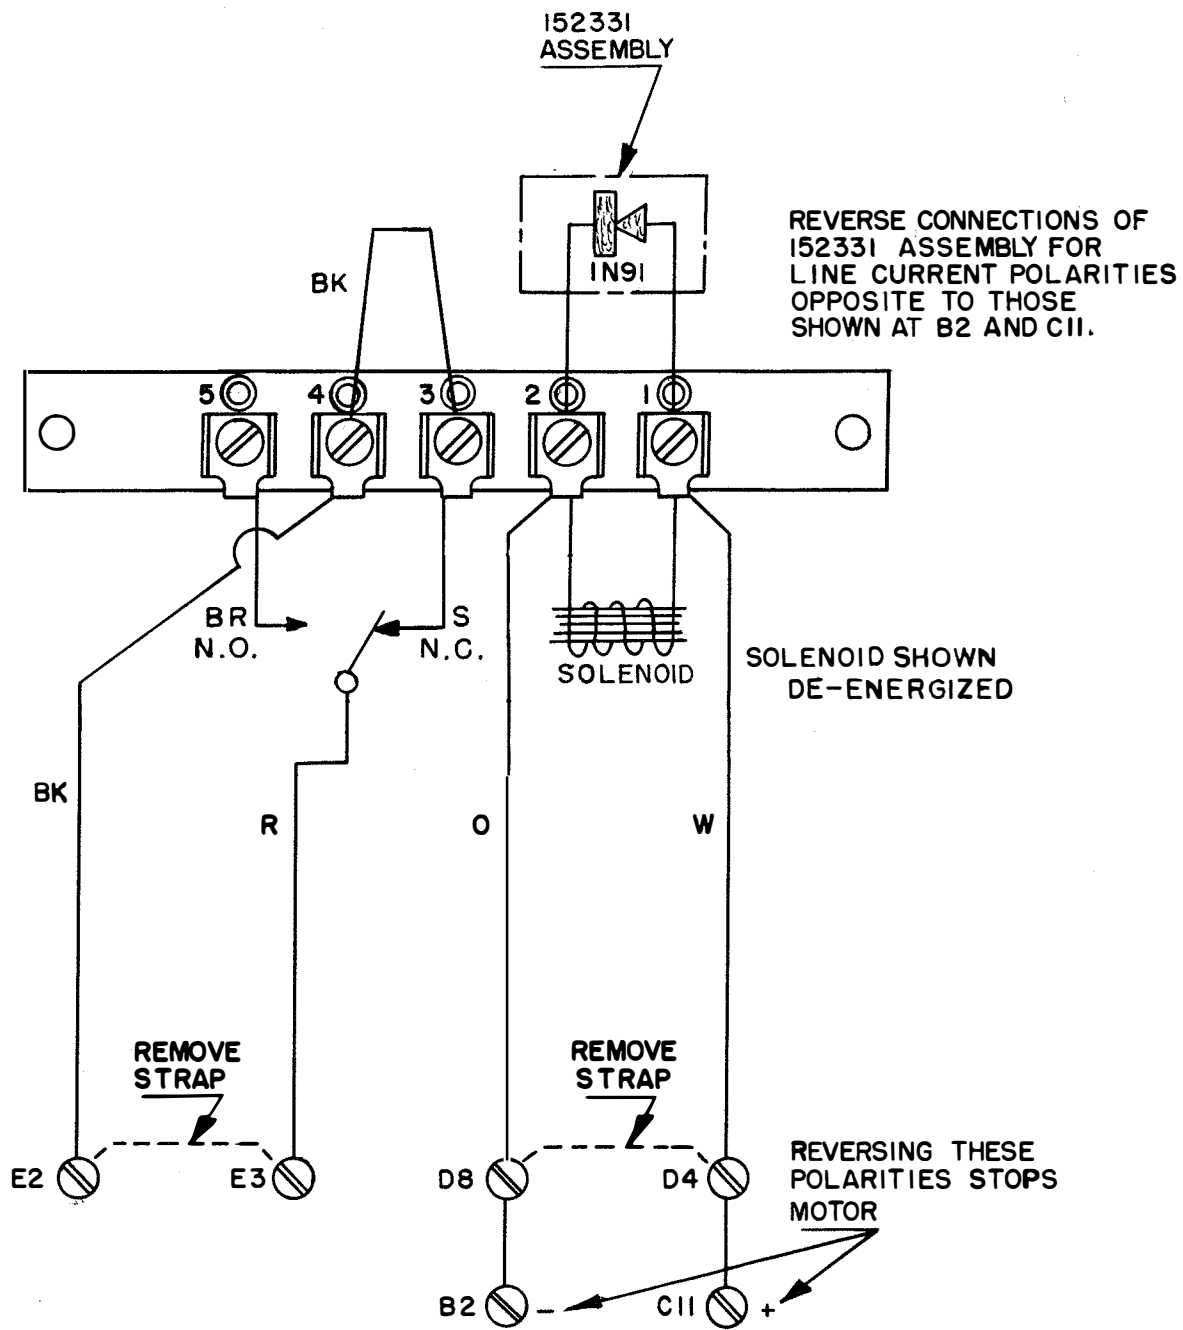 152331
ASSEMBLY
REVERSE CONNECTIONS OF
152331 ASSEMBLY FOR
LINE CURRENT POLARITIES
OPPOSITE TO THOSE
SHOWN AT B2 AND C11.
1N91
BK
5 4 3 2 1
BR
N.O.
S
N.C.
SOLENOID
SOLENOID SHOWN
DE-ENERGIZED
BK
R
O
W
REMOVE
STRAP
REMOVE
STRAP
REVERSING THESE
POLARITIES STOPS
MOTOR
E2 E3 D8 D4
B2 - C11 +